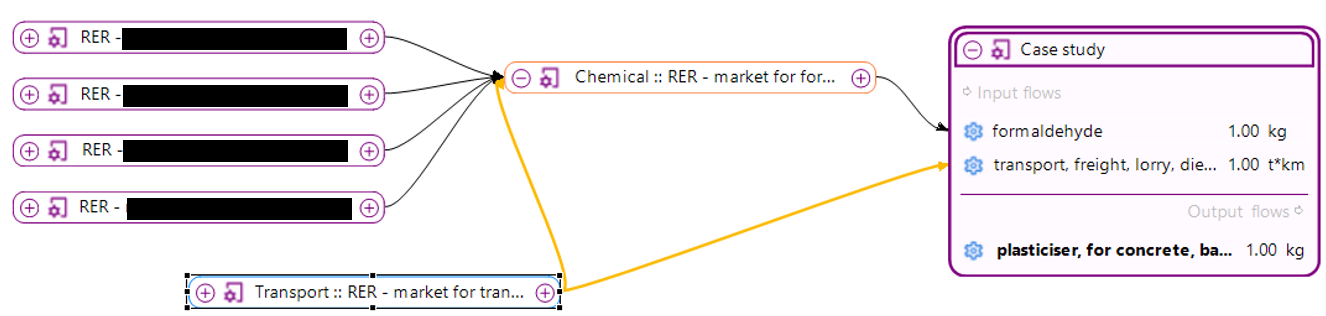 RER -
RER -
RER -
RER -
Chemical :: RER - market for for...
Transport :: RER - market for tran...
Case study
Input flows
formaldehyde 1.00 kg
transport, freight, lorry, die... 1.00 t*km
Output flows
plasticiser, for concrete, ba... 1.00 kg